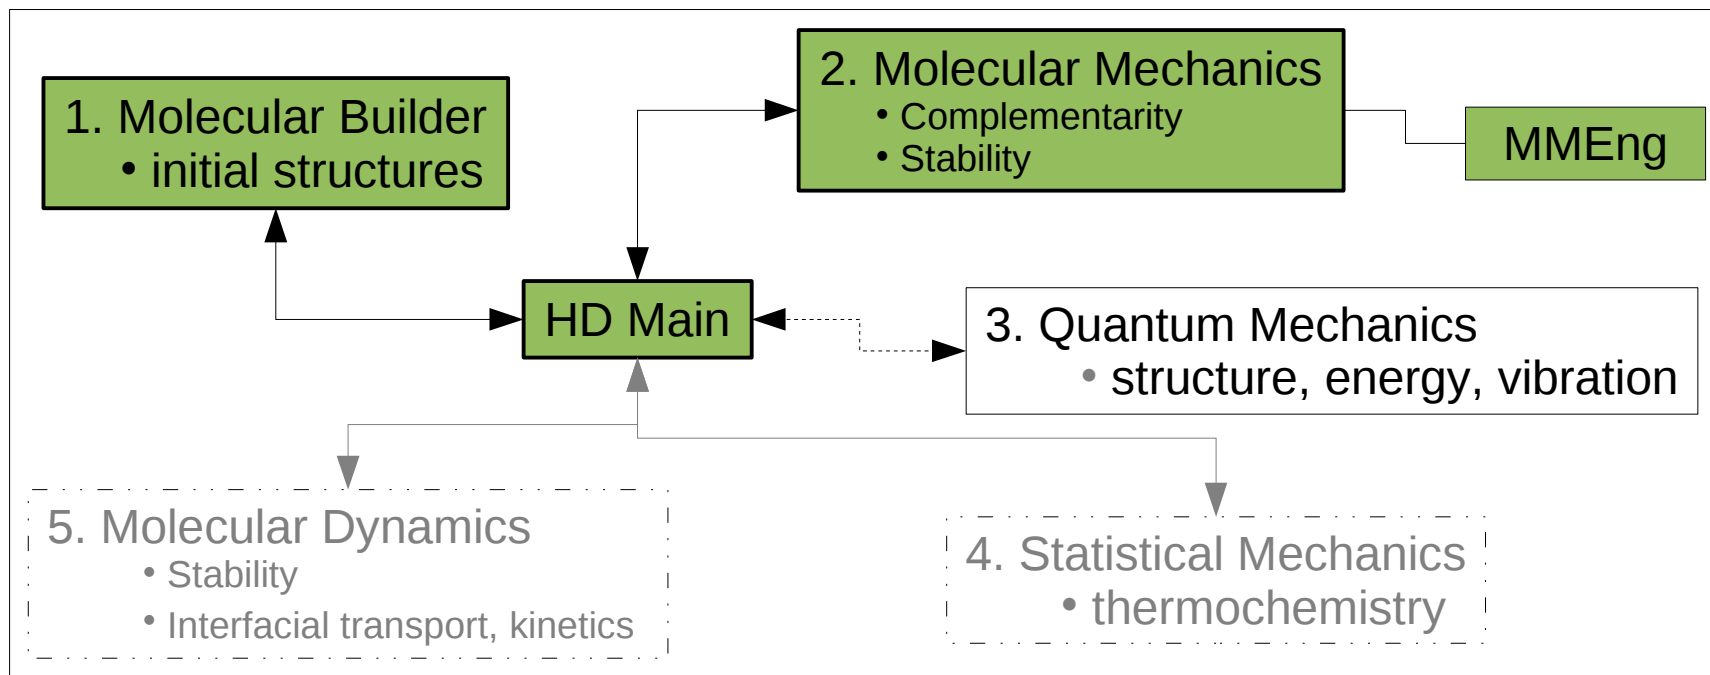 1. Molecular Builder
• initial structures
2. Molecular Mechanics
• Complementarity
• Stability
MMEng
HD Main
3. Quantum Mechanics
• structure, energy, vibration
5. Molecular Dynamics
• Stability
• Interfacial transport, kinetics
4. Statistical Mechanics
• thermochemistry